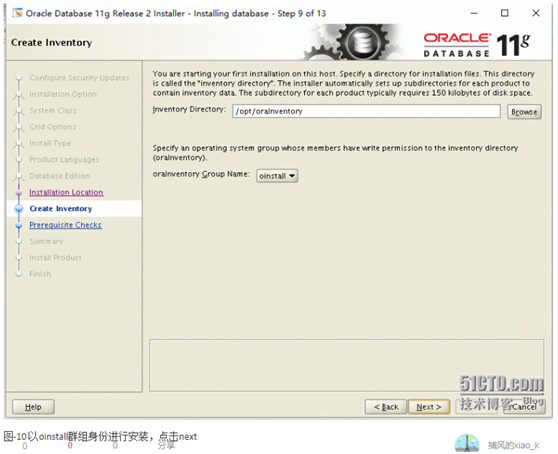 Oracle Database 11g Release 2 Installer - Installing database - Step 9 of 13
Create Inventory
ORACLE
DATABASE 11g
Configure Security Updates
Installation Option
System Class
Grid Options
Install Type
Product Languages
Database Edition
Installation Location
Create Inventory
Prerequisite Checks
Summary
Install Product
Finish
You are starting your first installation on this host. Specify a directory for installation files. This directory
is called the "inventory directory". The installer automatically sets up subdirectories for each product to
contain inventory data. The subdirectory for each product typically requires 150 kilobytes of disk space.
Inventory Directory: /opt/oraInventory Browse
Specify an operating system group whose members have write permission to the inventory directory
(oraInventory).
oraInventory Group Name: oinstall
51CTO.com
技术博客 Blog
Help < Back Next > Cancel
图-10以oinstall群组身份进行安装，点击next
0 0 0 分享 捕风的xiao_k